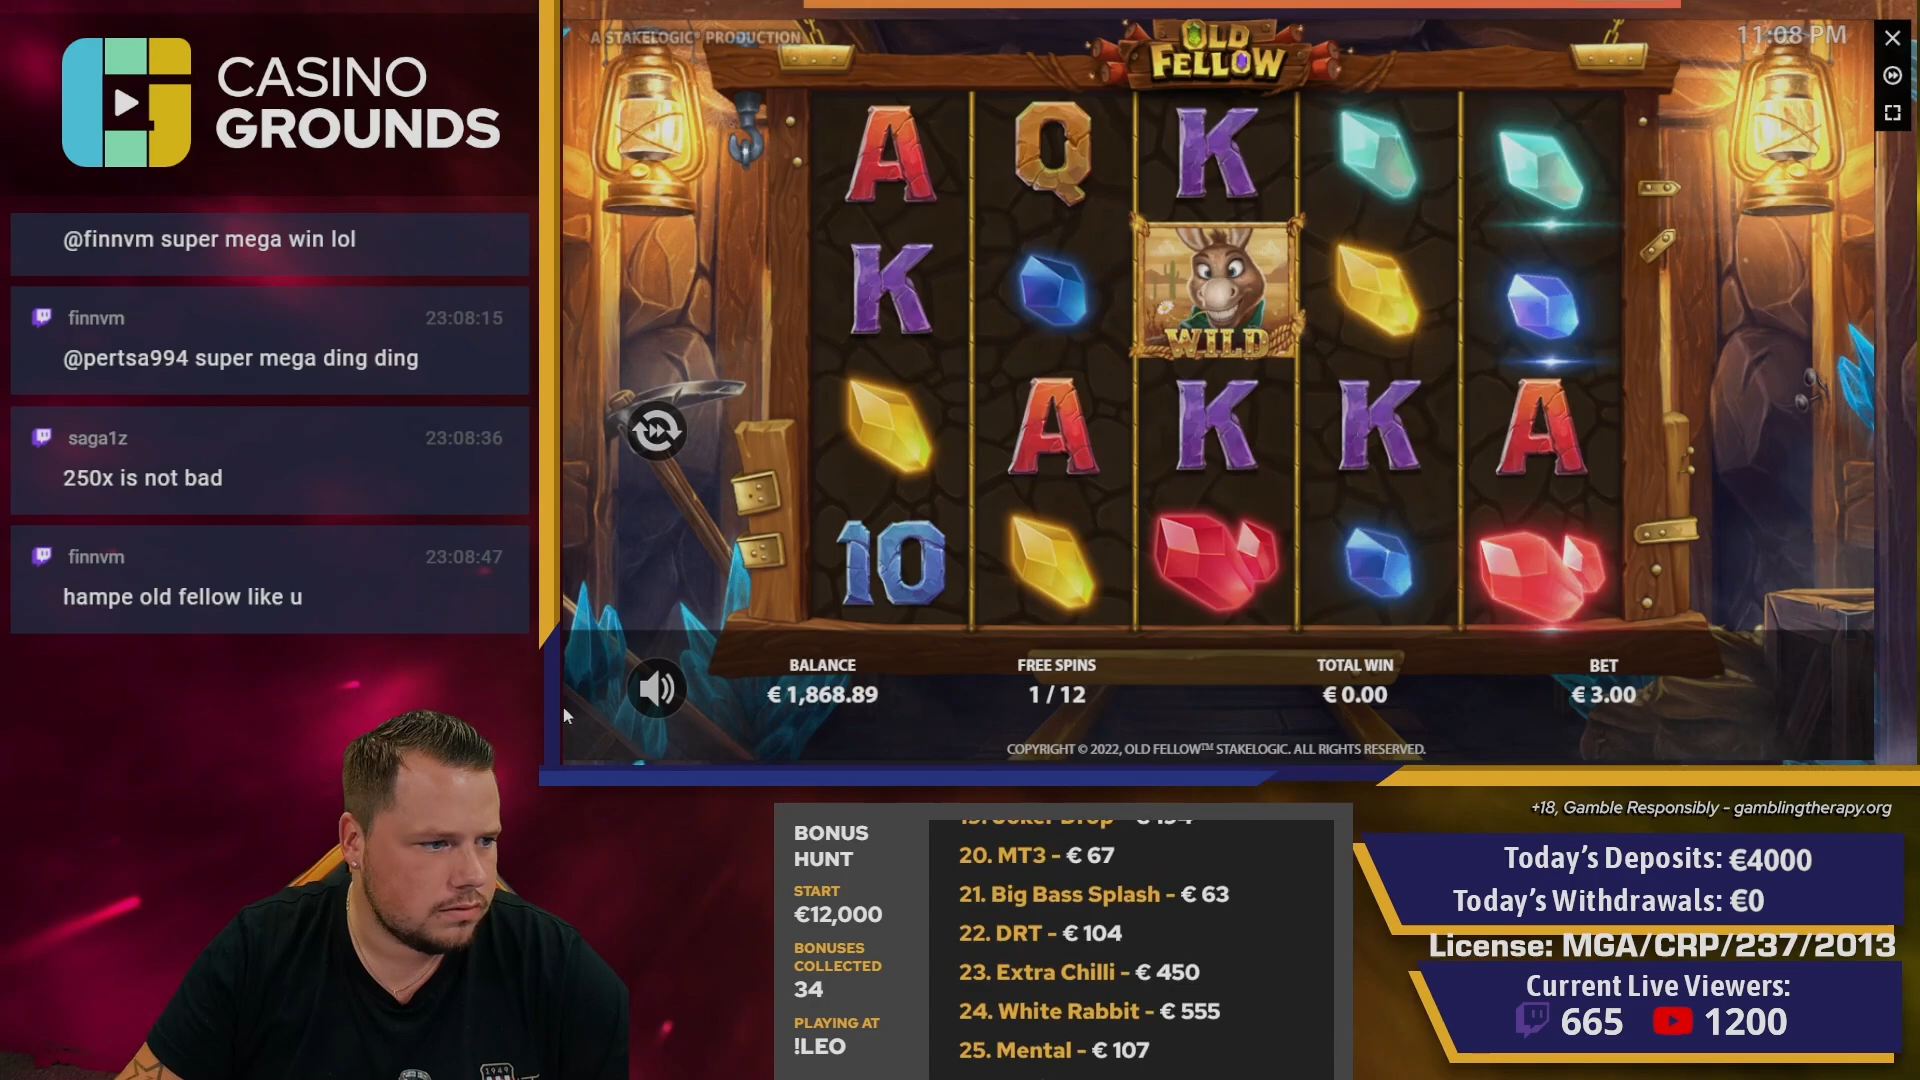 CASINO
GROUNDS
@finnvm super mega win lol
finnvm 23:08:15
@pertsa994 super mega ding ding
saga1z 23:08:36
250x is not bad
finnvm 23:08:47
hampe old fellow like u
A STAKELOGIC® PRODUCTION
OLD
FELLOW
11:08 PM
A Q K
K WILD
A K K A
10
BALANCE
€ 1,868.89
FREE SPINS
1 / 12
TOTAL WIN
€ 0.00
BET
€ 3.00
COPYRIGHT © 2022, OLD FELLOW™ STAKELOGIC. ALL RIGHTS RESERVED.
BONUS
HUNT
START
€12,000
BONUSES
COLLECTED
34
PLAYING AT
!LEO
20. MT3 - € 67
21. Big Bass Splash - € 63
22. DRT - € 104
23. Extra Chilli - € 450
24. White Rabbit - € 555
25. Mental - € 107
+18, Gamble Responsibly - gamblingtherapy.org
Today's Deposits: €4000
Today's Withdrawals: €0
License: MGA/CRP/237/2013
Current Live Viewers:
665 1200
1949